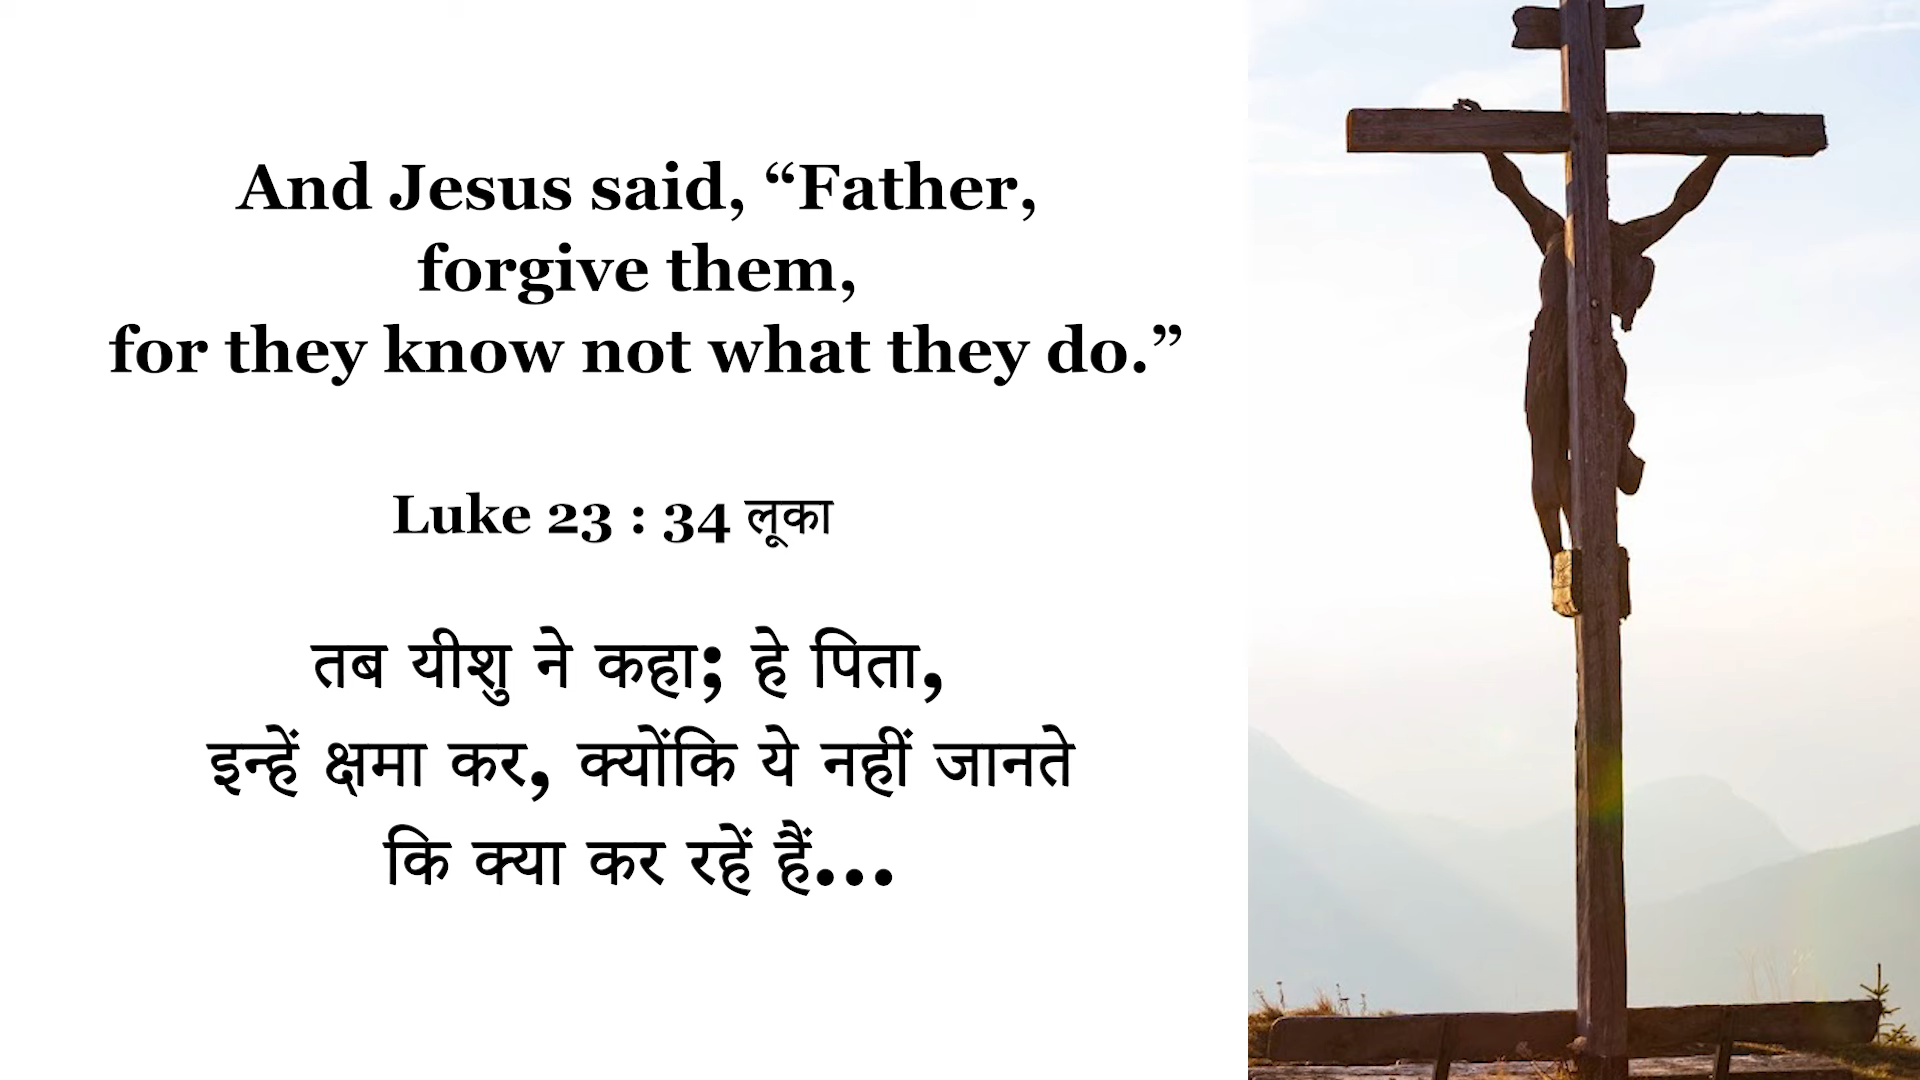 And Jesus said, “Father,
forgive them,
for they know not what they do.”
Luke 23 : 34 लूका
तब यीशु ने कहा; हे पिता,
इन्हें क्षमा कर, क्योंकि ये नहीं जानते
कि क्या कर रहें हैं...